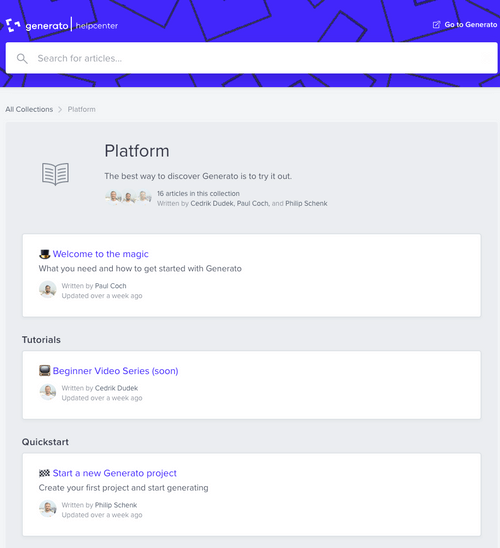 generato helpcenter
Go to Generato
Search for articles...
All Collections > Platform
Platform
The best way to discover Generato is to try it out.
16 articles in this collection
Written by Cedrik Dudek, Paul Coch, and Philip Schenk
Welcome to the magic
What you need and how to get started with Generato
Written by Paul Coch
Updated over a week ago
Tutorials
Beginner Video Series (soon)
Written by Cedrik Dudek
Updated over a week ago
Quickstart
Start a new Generato project
Create your first project and start generating
Written by Philip Schenk
Updated over a week ago